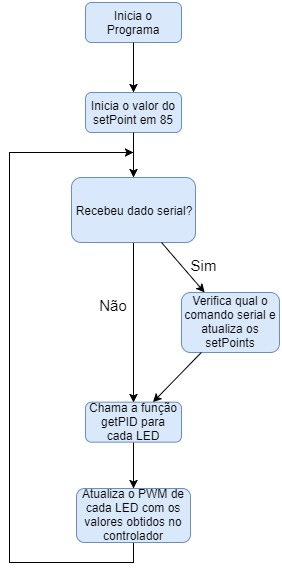 Inicia o
Programa
Inicia o valor do
setPoint em 85
Recebeu dado serial?
Sim
Não
Verifica qual o
comando serial e
atualiza os
setPoints
Chama a função
getPID para
cada LED
Atualiza o PWM de
cada LED com os
valores obtidos no
controlador